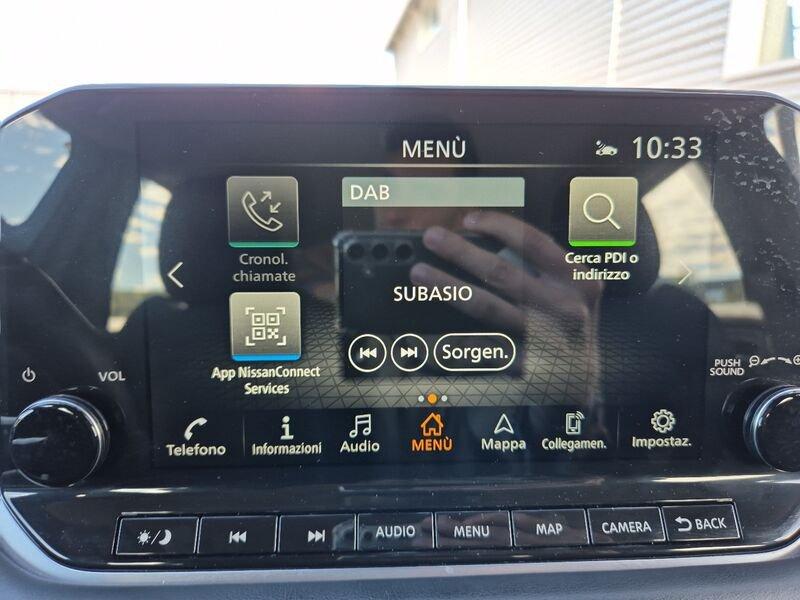 MENÙ
10:33
DAB
Cronol.
chiamate
Cerca PDI o
indirizzo
SUBASIO
App NissanConnect
Services
Sorgen.
VOL
PUSH
SOUND
Telefono
Informazioni
Audio
MENÙ
Mappa
Collegamen.
Impostaz.
AUDIO
MENU
MAP
CAMERA
BACK